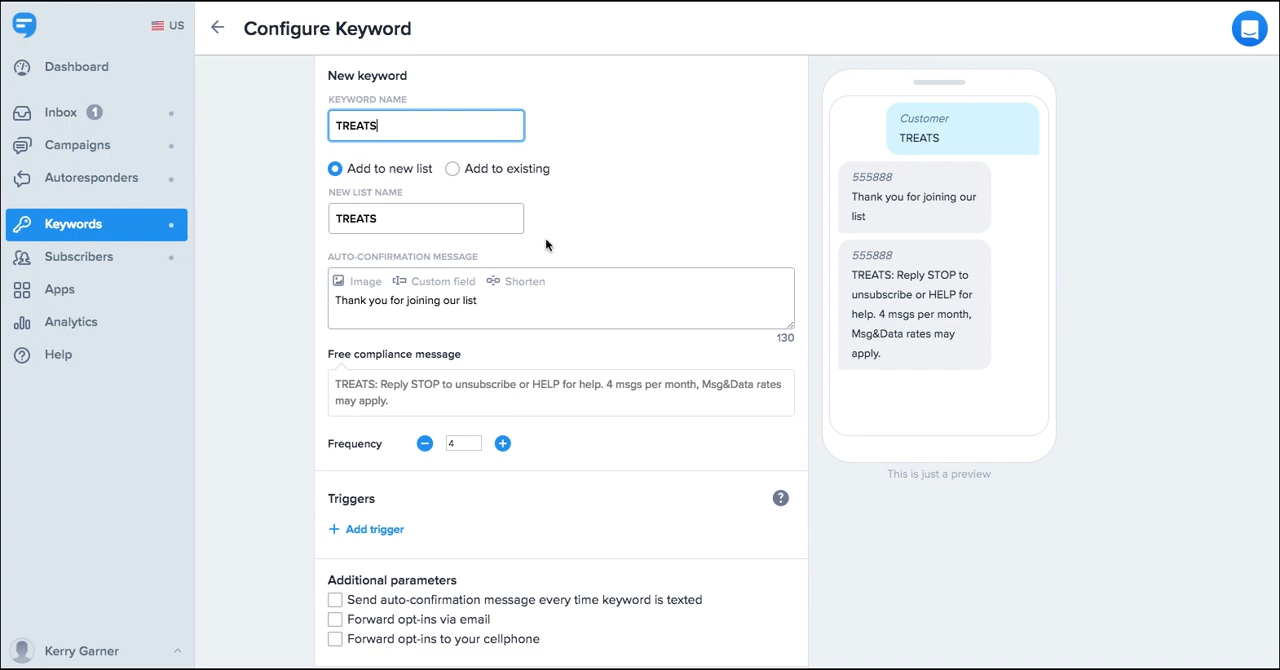 US
Configure Keyword
Dashboard
Inbox 1
Campaigns
Autoresponders
Keywords
Subscribers
Apps
Analytics
Help
Kerry Garner
New keyword
KEYWORD NAME
TREATS
Add to new list Add to existing
NEW LIST NAME
TREATS
AUTO-CONFIRMATION MESSAGE
Image Custom field Shorten
Thank you for joining our list
130
Free compliance message
TREATS: Reply STOP to unsubscribe or HELP for help. 4 msgs per month, Msg&Data rates
may apply.
Frequency 4
Triggers ?
+ Add trigger
Additional parameters
Send auto-confirmation message every time keyword is texted
Forward opt-ins via email
Forward opt-ins to your cellphone
Customer
TREATS
555888
Thank you for joining our
list
555888
TREATS: Reply STOP to
unsubscribe or HELP for
help. 4 msgs per month,
Msg&Data rates may
apply.
This is just a preview